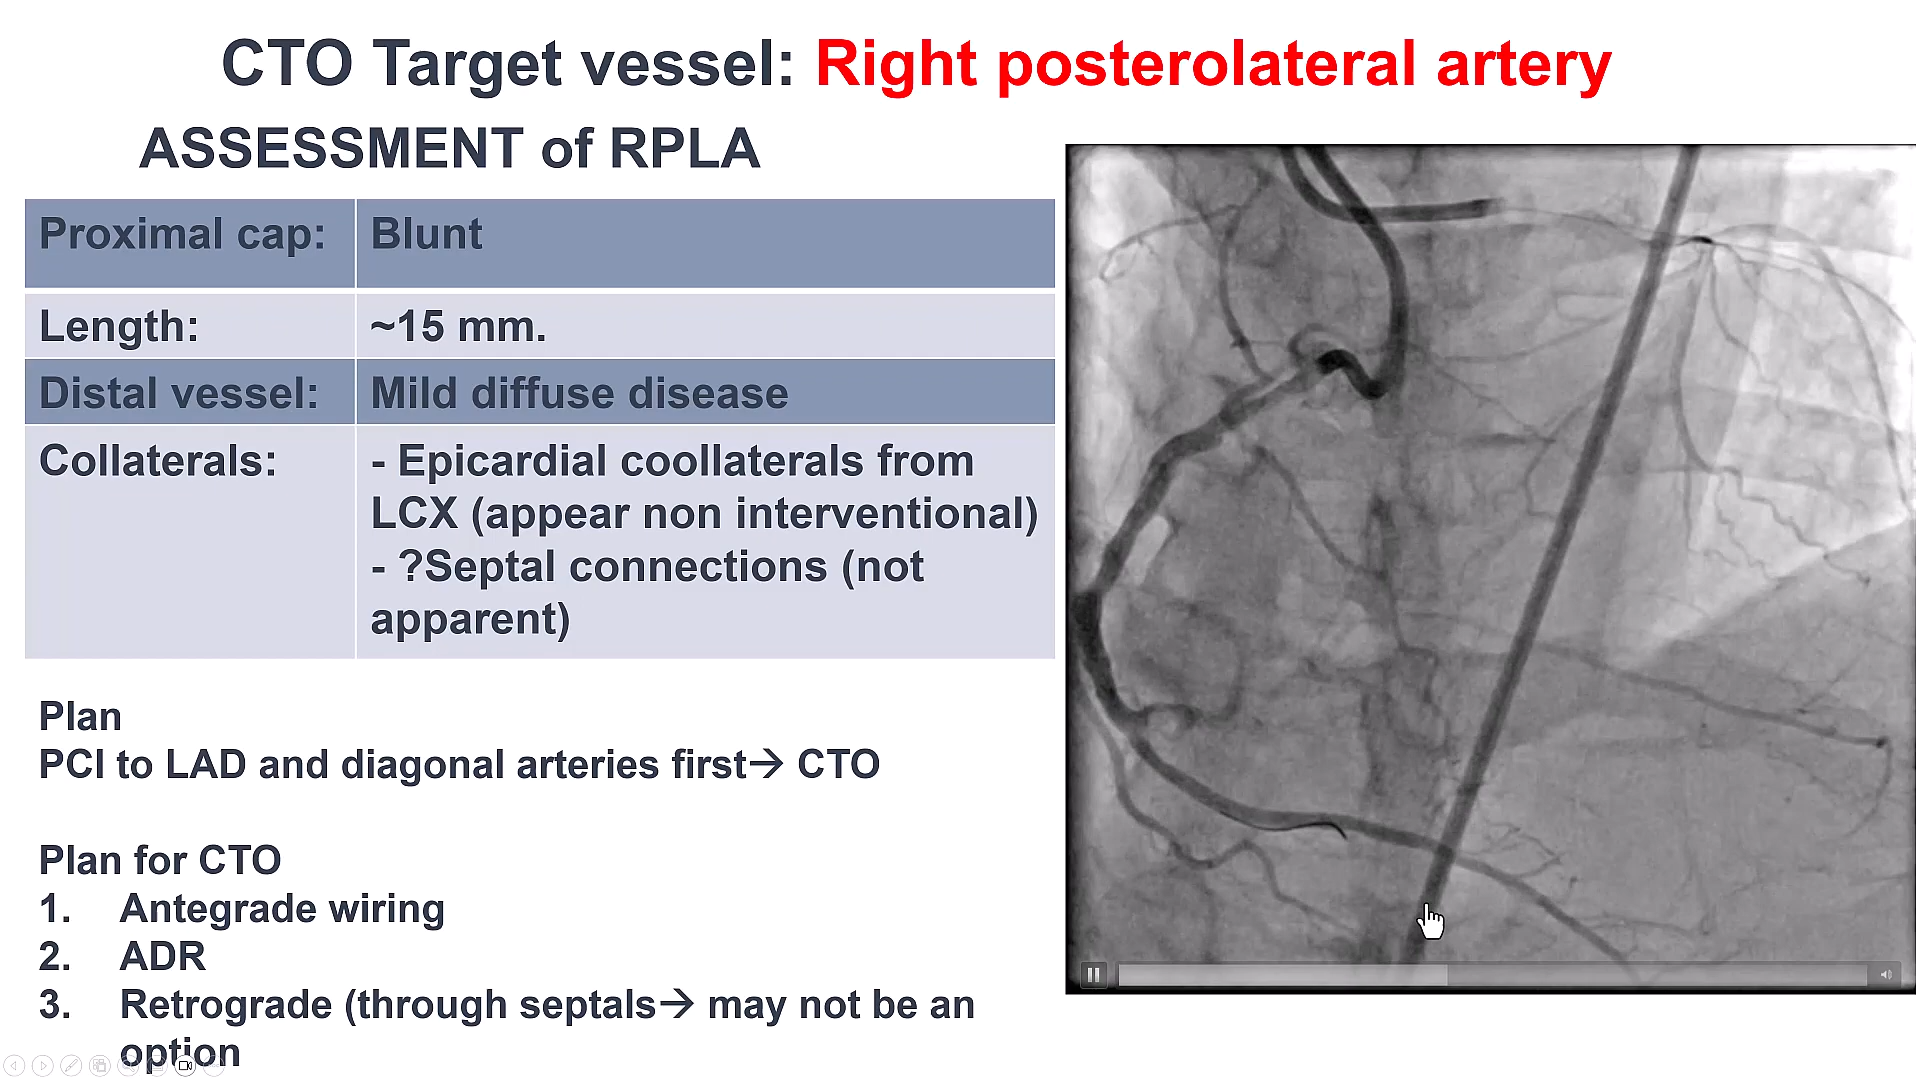 CTO Target vessel: Right posterolateral artery
ASSESSMENT of RPLA
Proximal cap: Blunt
Length: ~15 mm.
Distal vessel: Mild diffuse disease
Collaterals: - Epicardial coollaterals from
LCX (appear non interventional)
- ?Septal connections (not
apparent)
Plan
PCI to LAD and diagonal arteries first→ CTO
Plan for CTO
1. Antegrade wiring
2. ADR
3. Retrograde (through septals→ may not be an
option